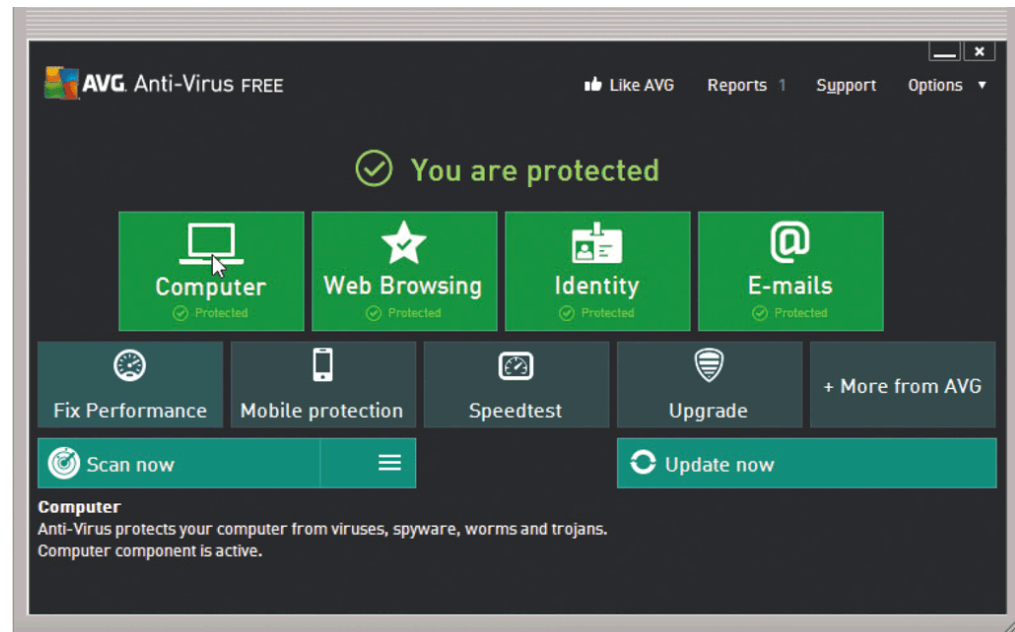 AVG. Anti-Virus FREE
Like AVG Reports 1 Support Options
You are protected
Computer Web Browsing Identity E-mails
Protected Protected Protected Protected
Fix Performance Mobile protection Speedtest Upgrade + More from AVG
Scan now Update now
Computer
Anti-Virus protects your computer from viruses, spyware, worms and trojans.
Computer component is active.